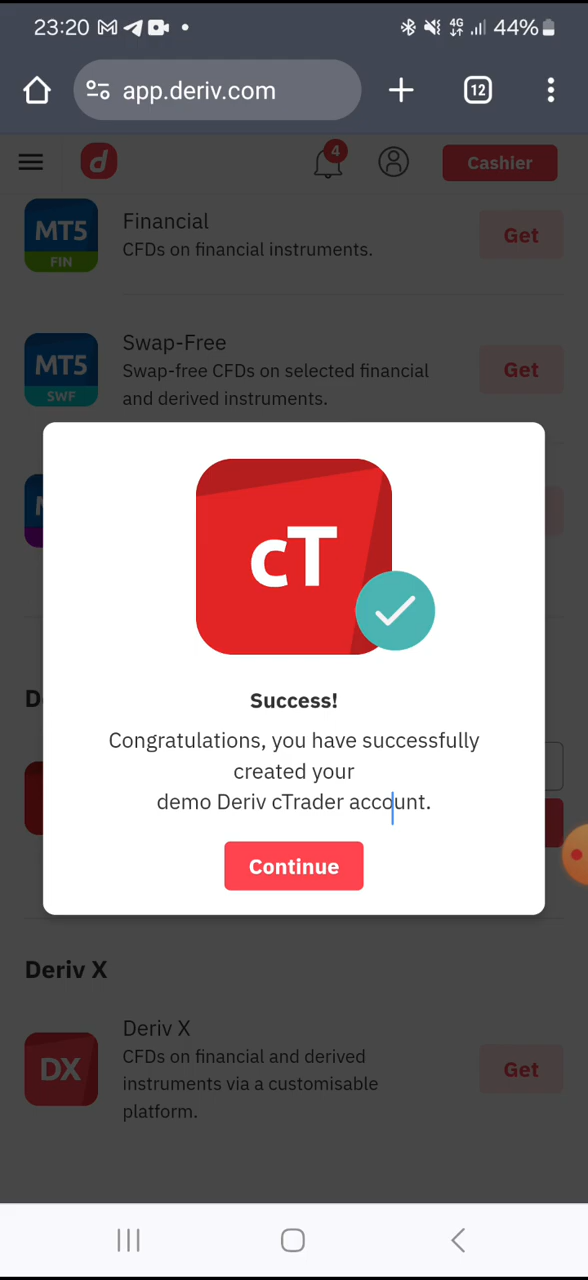 23:20 4G 44%
app.deriv.com 12
d 4 Cashier
MT5 FIN
Financial
CFDs on financial instruments.
Get
MT5 SWF
Swap-Free
Swap-free CFDs on selected financial
and derived instruments.
Get
cT
Success!
Congratulations, you have successfully
created your
demo Deriv cTrader account.
Continue
Deriv X
DX
Deriv X
CFDs on financial and derived
instruments via a customisable
platform.
Get